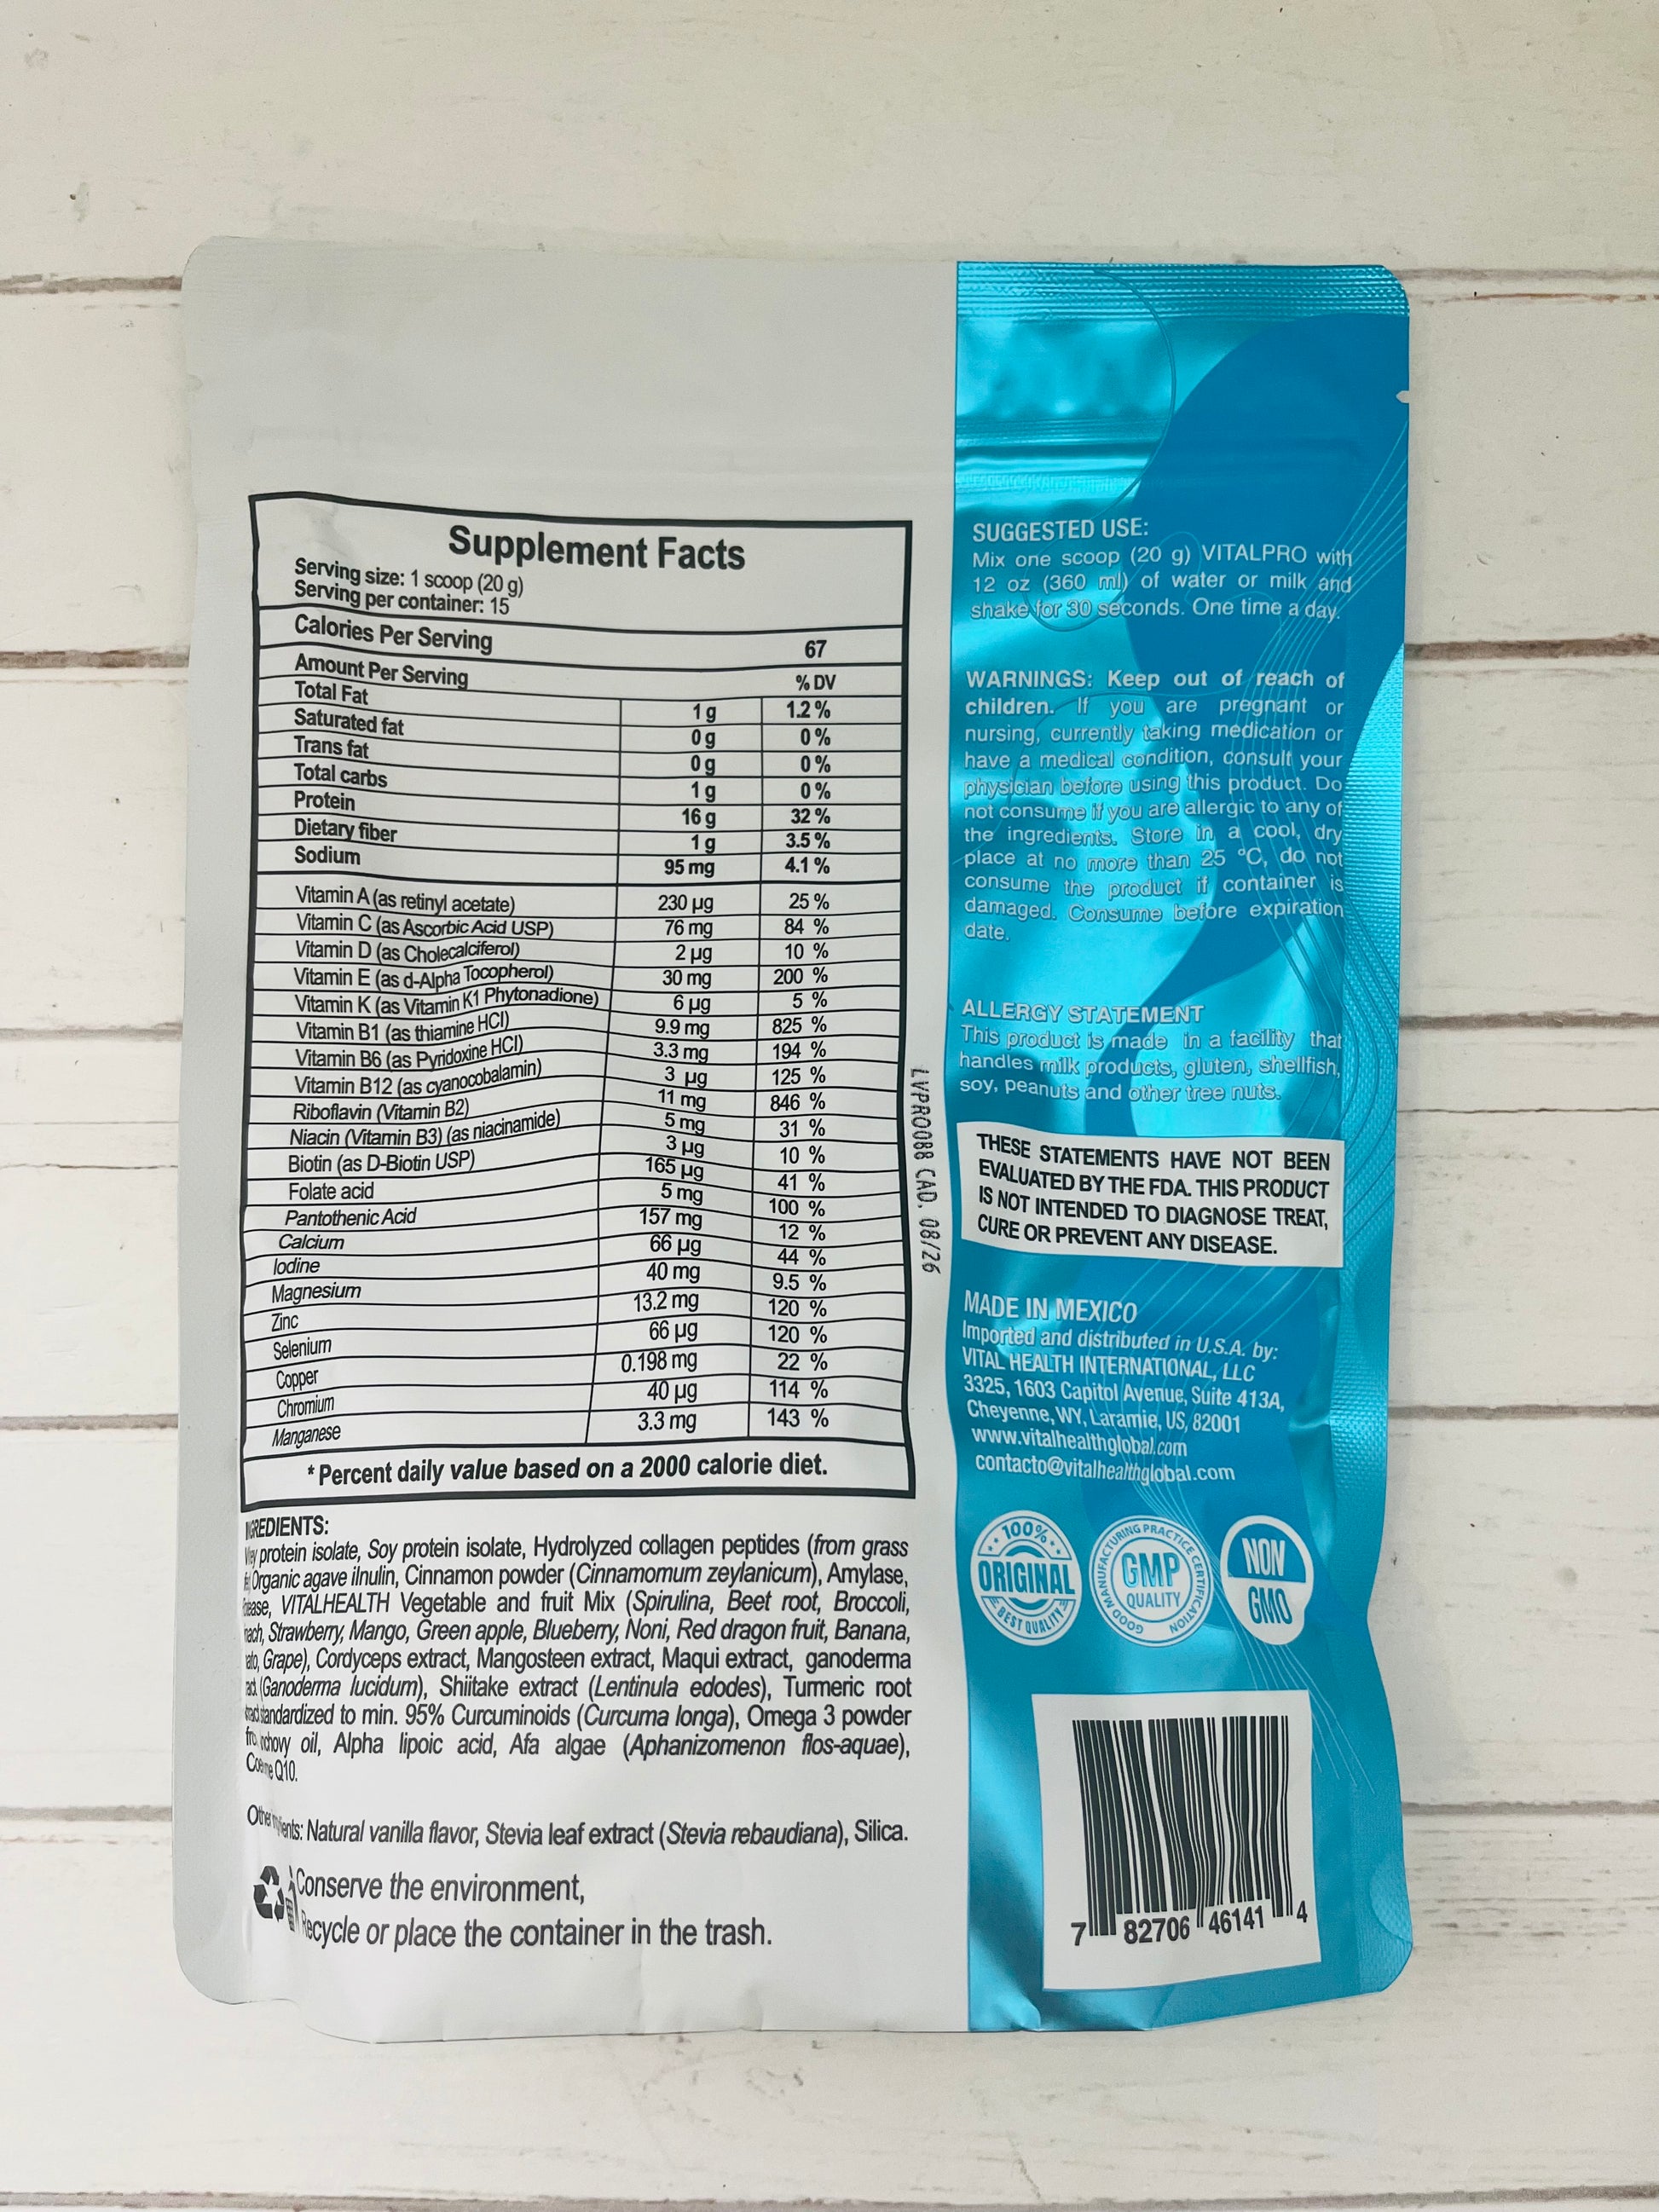 Supplement Facts
Serving size: 1 scoop (20 g)
Serving per container: 15
Calories Per Serving 67
Amount Per Serving % DV
Total Fat 1 g 1.2 %
Saturated fat 0 g 0 %
Trans fat 0 g 0 %
Total carbs 1 g 0 %
Protein 16 g 32 %
Dietary fiber 1 g 3.5 %
Sodium 95 mg 4.1 %
Vitamin A (as retinyl acetate) 230 µg 25 %
Vitamin C (as Ascorbic Acid USP) 76 mg 84 %
Vitamin D (as Cholecalciferol) 2 µg 10 %
Vitamin E (as d-Alpha Tocopherol) 30 mg 200 %
Vitamin K (as Vitamin K1 Phytonadione) 6 µg 5 %
Vitamin B1 (as thiamine HCl) 9.9 mg 825 %
Vitamin B6 (as Pyridoxine HCl) 3.3 mg 194 %
Vitamin B12 (as cyanocobalamin) 3 µg 125 %
Riboflavin (Vitamin B2) 11 mg 846 %
Niacin (Vitamin B3) (as niacinamide) 5 mg 31 %
Biotin (as D-Biotin USP) 3 µg 10 %
Folate acid 165 µg 41 %
Pantothenic Acid 5 mg 100 %
Calcium 157 mg 12 %
Iodine 66 µg 44 %
Magnesium 40 mg 9.5 %
Zinc 13.2 mg 120 %
Selenium 66 µg 120 %
Copper 0.198 mg 22 %
Chromium 40 µg 114 %
Manganese 3.3 mg 143 %
* Percent daily value based on a 2000 calorie diet.
protein isolate, Soy protein isolate, Hydrolyzed collagen peptides (from grass
Organic agave ilnulin, Cinnamon powder (Cinnamomum zeylanicum), Amylase,
VITALHEALTH Vegetable and fruit Mix (Spirulina, Beet root, Broccoli,
Strawberry, Mango, Green apple, Blueberry, Noni, Red dragon fruit, Banana,
Grape), Cordyceps extract, Mangosteen extract, Maqui extract, ganoderma
(Ganoderma lucidum), Shiitake extract (Lentinula edodes), Turmeric root
standardized to min. 95% Curcuminoids (Curcuma longa), Omega 3 powder
oil, Alpha lipoic acid, Afa algae (Aphanizomenon flos-aquae),
Q10.
Natural vanilla flavor, Stevia leaf extract (Stevia rebaudiana), Silica.
Conserve the environment,
Recycle or place the container in the trash.
LVPRO088 CAD. 08/26
SUGGESTED USE:
Mix one scoop (20 g) VITALPRO with
12 oz (360 ml) of water or milk and
shake for 30 seconds. One time a day.
WARNINGS: Keep out of reach of
children. If you are pregnant or
nursing, currently taking medication or
have a medical condition, consult your
physician before using this product. Do
not consume if you are allergic to any of
the ingredients. Store in a cool, dry
place at no more than 25 °C, do not
consume the product if container is
damaged. Consume before expiration
date.
ALLERGY STATEMENT
This product is made in a facility that
handles milk products, gluten, shellfish,
soy, peanuts and other tree nuts.
THESE STATEMENTS HAVE NOT BEEN
EVALUATED BY THE FDA. THIS PRODUCT
IS NOT INTENDED TO DIAGNOSE TREAT,
CURE OR PREVENT ANY DISEASE.
MADE IN MEXICO
Imported and distributed in U.S.A. by:
VITAL HEALTH INTERNATIONAL, LLC
3325, 1603 Capitol Avenue, Suite 413A,
Cheyenne, WY, Laramie, US, 82001
www.vitalhealthglobal.com
contacto@vitalhealthglobal.com
100%
ORIGINAL
BEST QUALITY
GOOD MANUFACTURING PRACTICE CERTIFICATION
GMP
QUALITY
NON
GMO
7 82706 46141 4